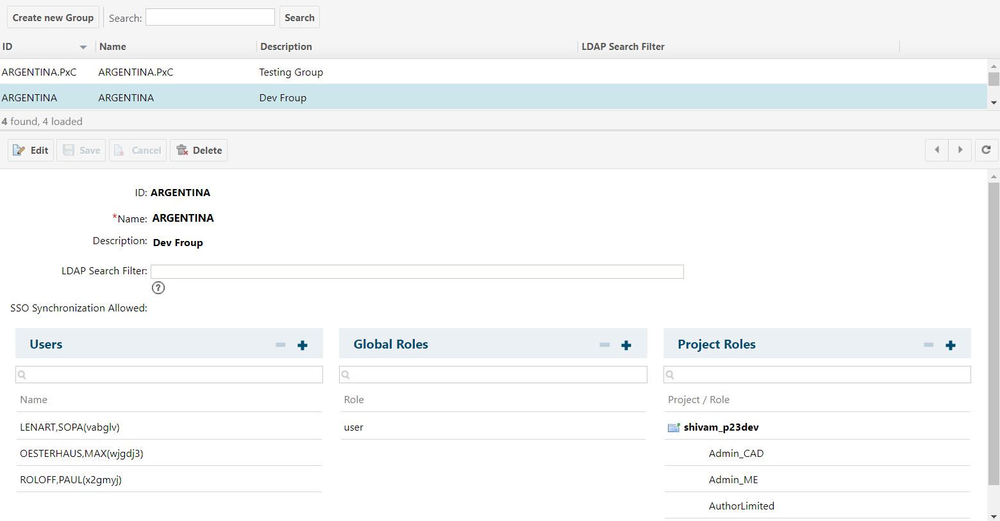 Create new Group Search: Search
ID Name Description LDAP Search Filter
ARGENTINA.PxC ARGENTINA.PxC Testing Group
ARGENTINA ARGENTINA Dev Froup
4 found, 4 loaded
Edit Save Cancel Delete
ID: ARGENTINA
*Name: ARGENTINA
Description: Dev Froup
LDAP Search Filter:
?
SSO Synchronization Allowed:
Users Global Roles Project Roles
Name Role Project / Role
LENART,SOPA(vabglv) user shivam_p23dev
OESTERHAUS,MAX(wjgdj3) Admin_CAD
ROLOFF,PAUL(x2gmyj) Admin_ME
AuthorLimited